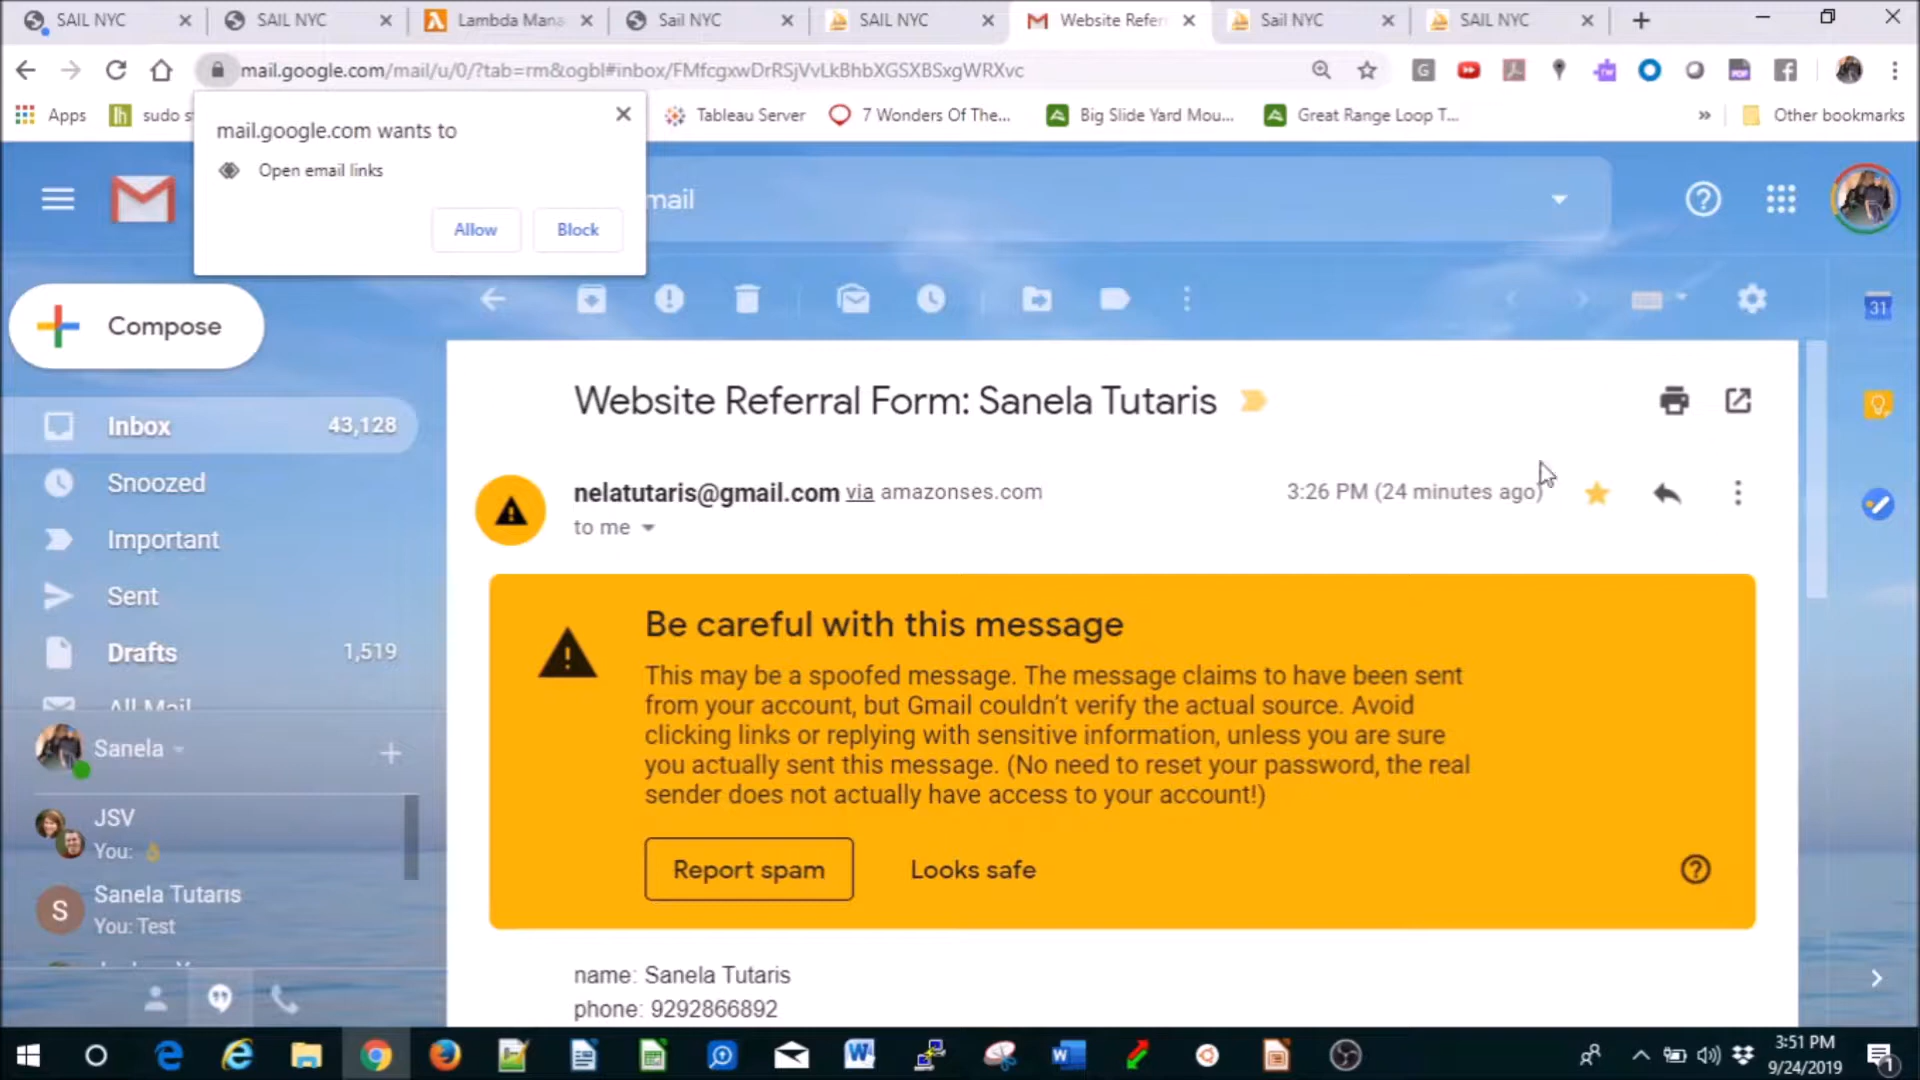 SAIL NYC
SAIL NYC
Lambda Mana
Sail NYC
SAIL NYC
Website Refer
Sail NYC
SAIL NYC
mail.google.com/mail/u/0/?tab=rm&ogbl#inbox/FMfcgxwDrRSjVvLkBhbXGSXBSxgWRXvc
Apps
sudo
Tableau Server
7 Wonders Of The...
Big Slide Yard Mou...
Great Range Loop T...
Other bookmarks
mail.google.com wants to
Open email links
Allow
Block
mail
Compose
Inbox
43,128
Snoozed
Important
Sent
Drafts
1,519
All Mail
Sanela
JSV
You:
Sanela Tutaris
You: Test
Website Referral Form: Sanela Tutaris
nelatutaris@gmail.com via amazonses.com
3:26 PM (24 minutes ago)
to me
Be careful with this message
This may be a spoofed message. The message claims to have been sent
from your account, but Gmail couldn't verify the actual source. Avoid
clicking links or replying with sensitive information, unless you are sure
you actually sent this message. (No need to reset your password, the real
sender does not actually have access to your account!)
Report spam
Looks safe
name: Sanela Tutaris
phone: 9292866892
31
3:51 PM
9/24/2019
1